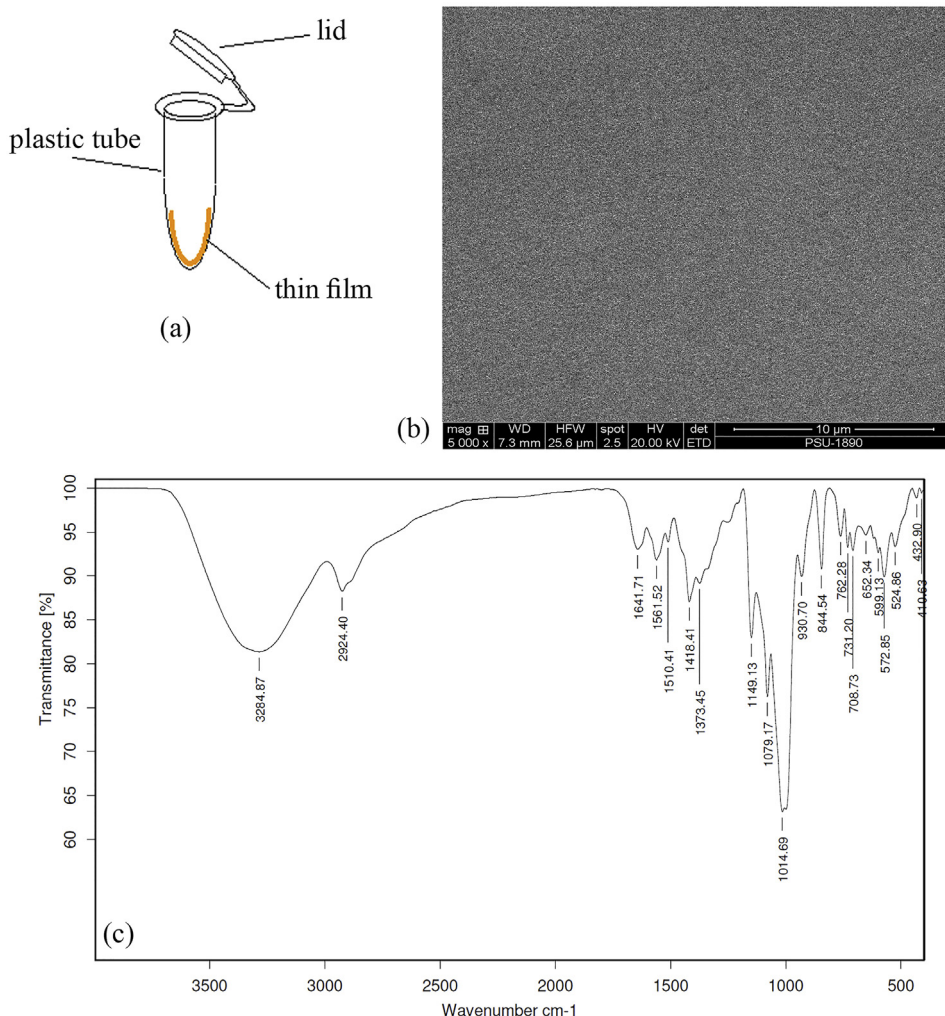 lid
plastic tube
thin film
(a)
(b)
mag WD HFW spot HV det 10 µm
5 000 x 7.3 mm 25.6 µm 2.5 20.00 kV ETD PSU-1890
Transmittance [%]
100
95
90
85
80
75
70
65
60
3284.87
2924.40
1641.71
1561.52
1510.41
1418.41
1373.45
1149.13
1079.17
1014.69
930.70
844.54
762.28
731.20
708.73
652.34
599.13
572.85
524.86
432.90
410.63
(c)
3500 3000 2500 2000 1500 1000 500
Wavenumber cm-1